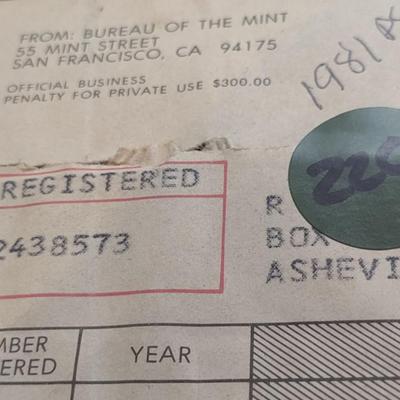 FROM: BUREAU OF THE MINT
55 MINT STREET
SAN FRANCISCO, CA 94175
OFFICIAL BUSINESS
PENALTY FOR PRIVATE USE $300.00
1981
REGISTERED
2438573
R
BOX
ASHEVI
220
MBER
ERED
YEAR